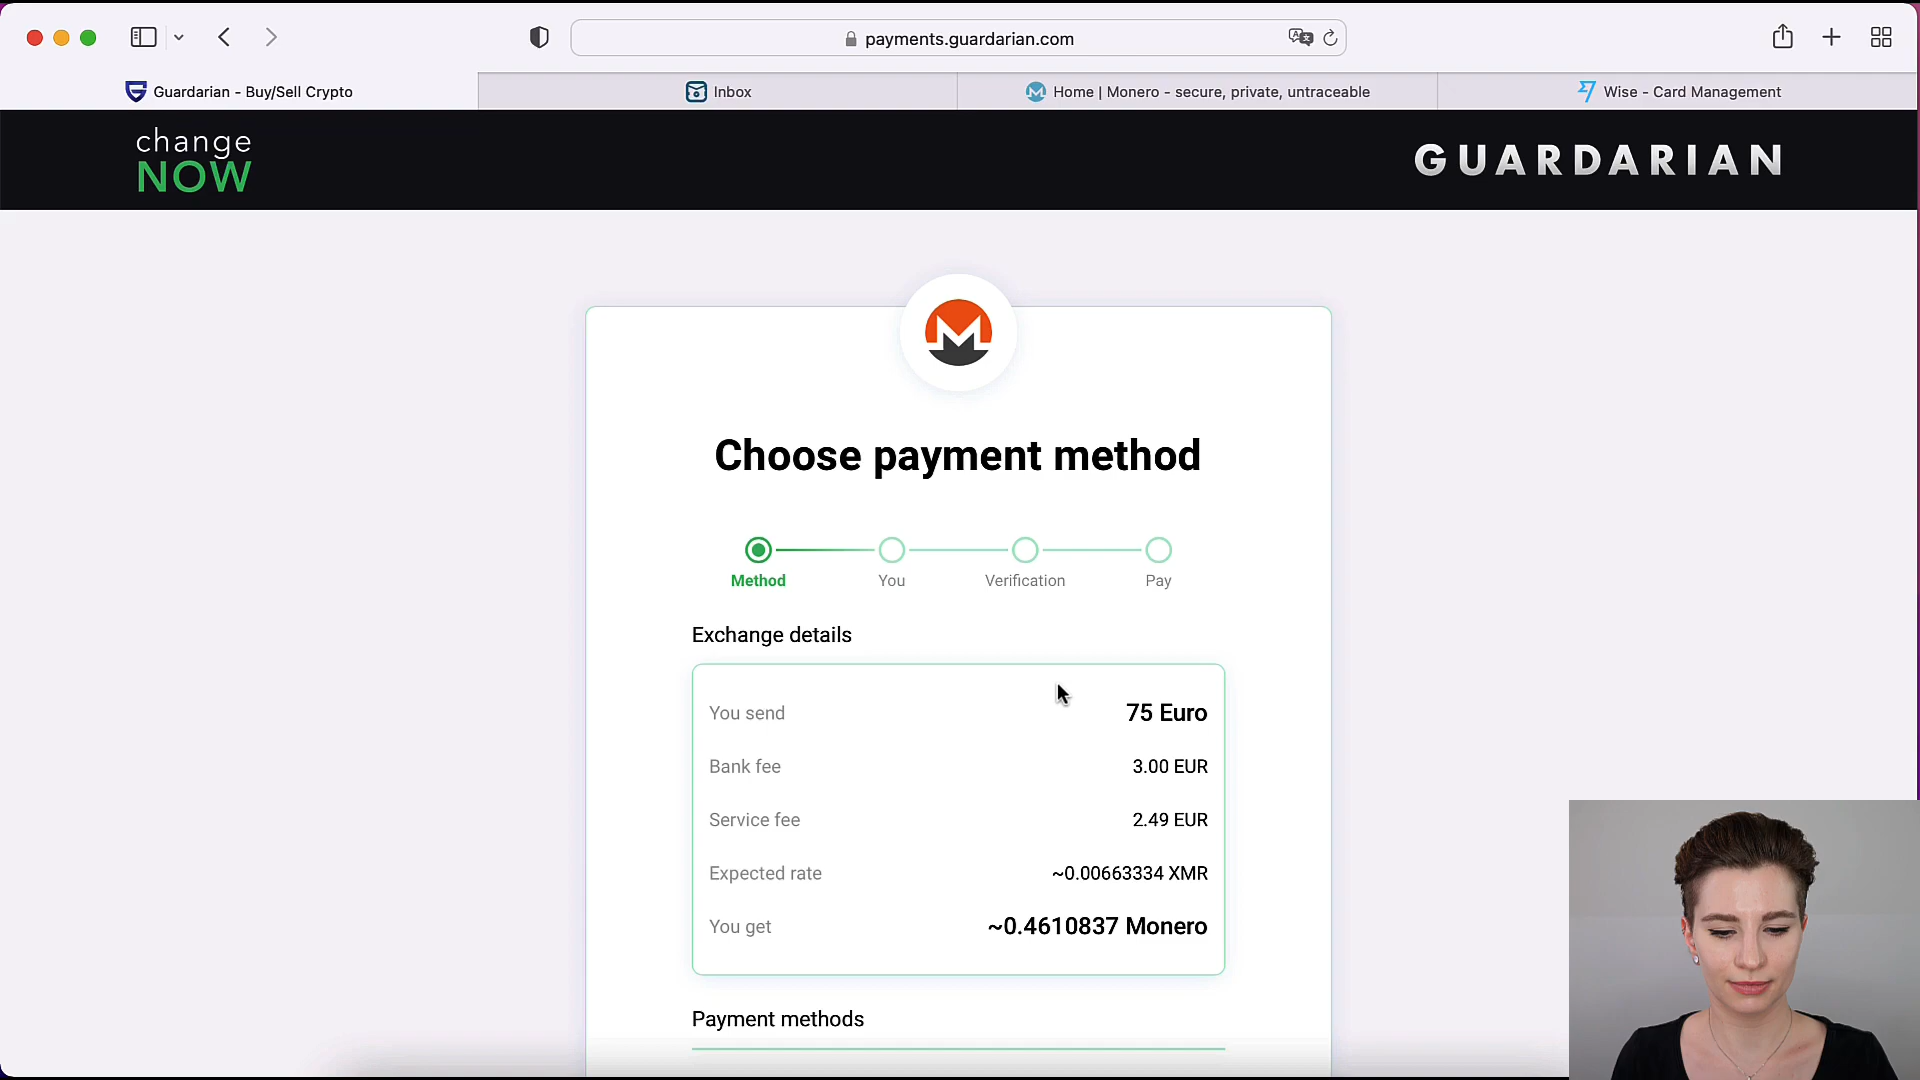 payments.guardarian.com
Guardarian - Buy/Sell Crypto
Inbox
Home | Monero - secure, private, untraceable
Wise - Card Management
change
NOW
GUARDARIAN
Choose payment method
Method
You
Verification
Pay
Exchange details
You send 75 Euro
Bank fee 3.00 EUR
Service fee 2.49 EUR
Expected rate ~0.00663334 XMR
You get ~0.4610837 Monero
Payment methods